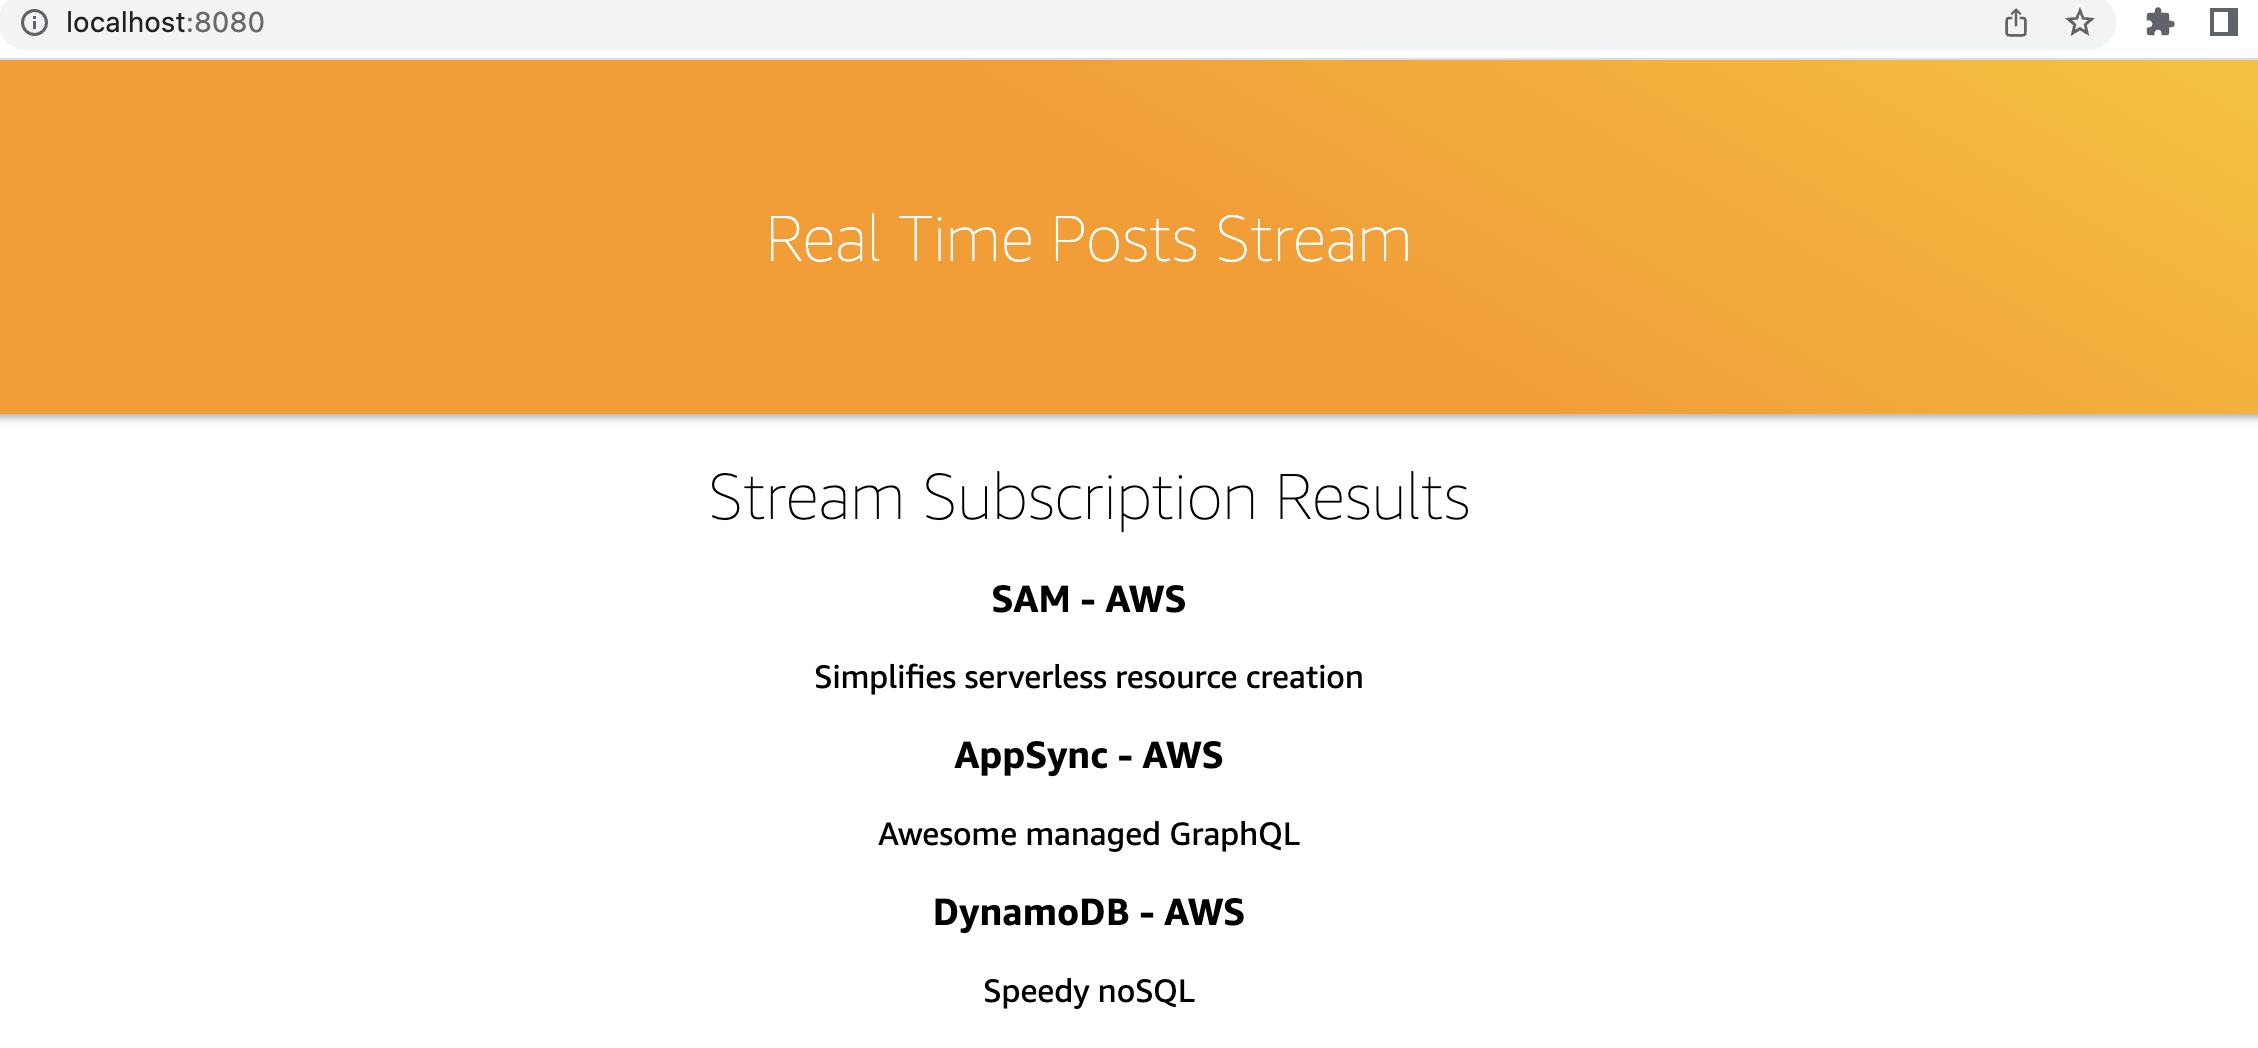 localhost:8080
Real Time Posts Stream
Stream Subscription Results
SAM - AWS
Simplifies serverless resource creation
AppSync - AWS
Awesome managed GraphQL
DynamoDB - AWS
Speedy noSQL